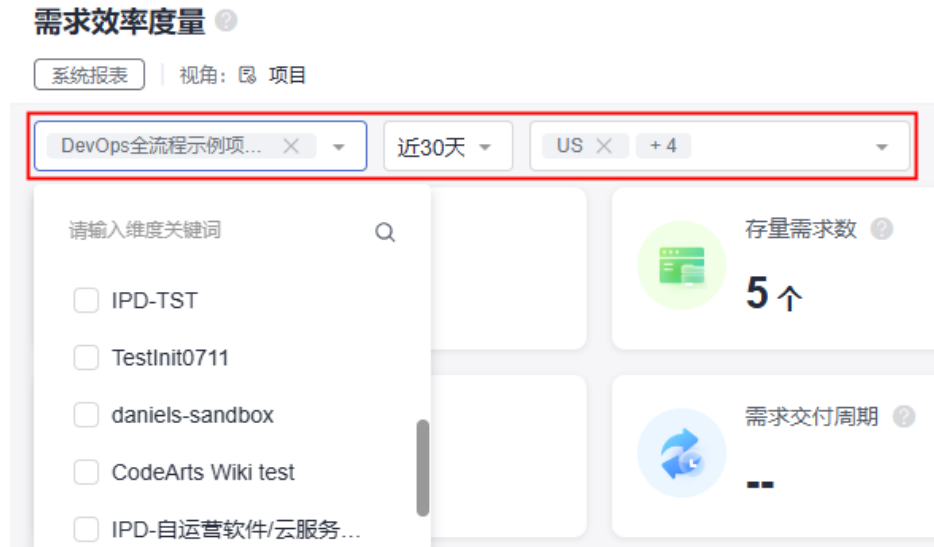 需求效率度量
系统报表 视角: 项目
DevOps全流程示例项... 近30天 US + 4
请输入维度关键词
存量需求数
5 个
IPD-TST
TestInit0711
daniels-sandbox
需求交付周期
--
CodeArts Wiki test
IPD-自运营软件/云服务...